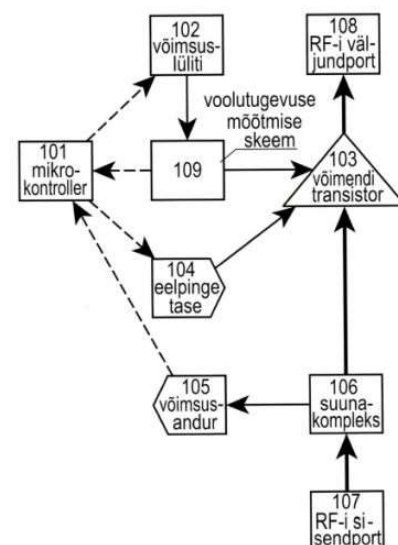 102
võimsus-
lüliti
108
RF-i väl-
jundport
voolutugevuse
mõõtmise
skeem
101
mikro-
kontroller
109
103
võimendi
transistor
104
eelpinge
tase
105
võimsus-
andur
106
suuna-
kompleks
107
RF-i si-
sendport